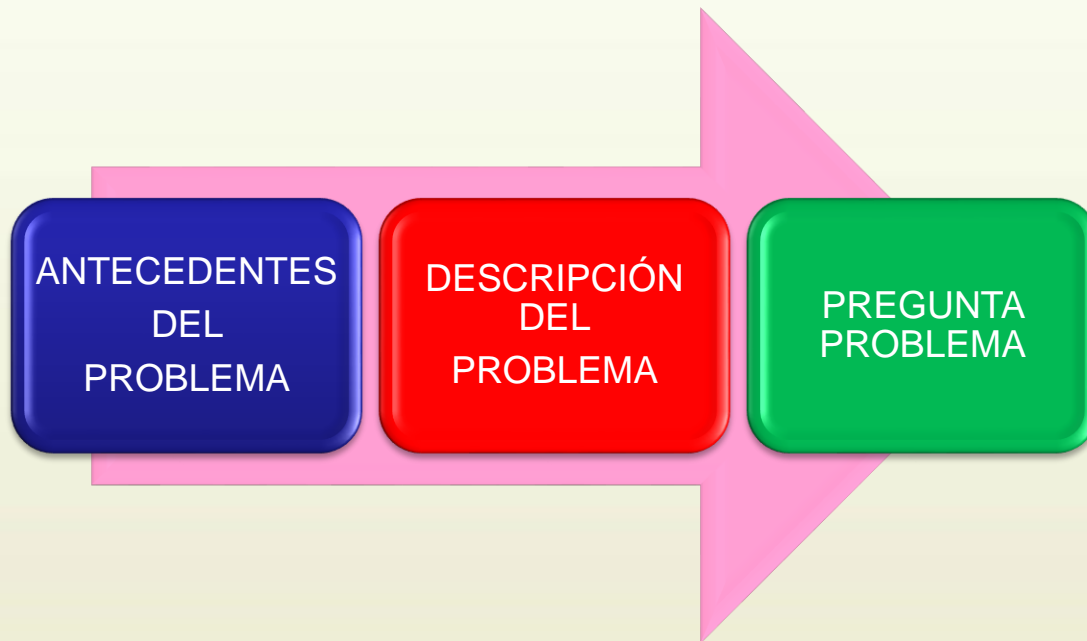 ANTECEDENTES
DEL
PROBLEMA
DESCRIPCIÓN
DEL
PROBLEMA
PREGUNTA
PROBLEMA